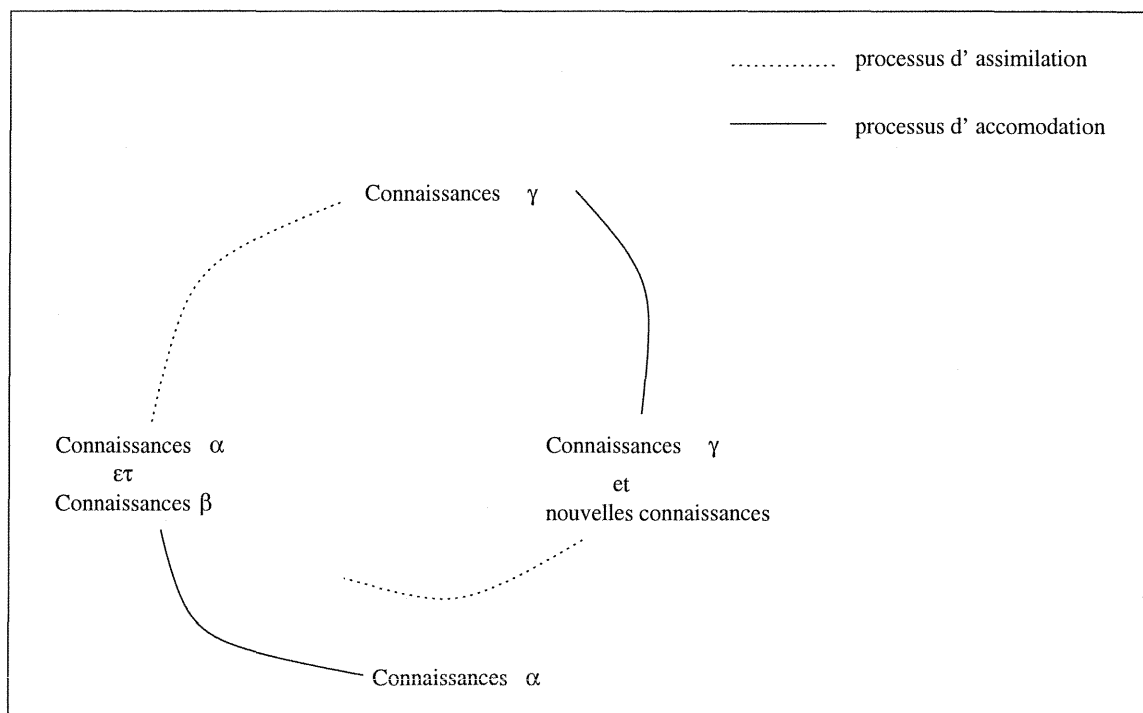 processus d' assimilation
processus d' accomodation
Connaissances γ
Connaissances α
ετ
Connaissances β
Connaissances γ
et
nouvelles connaissances
Connaissances α